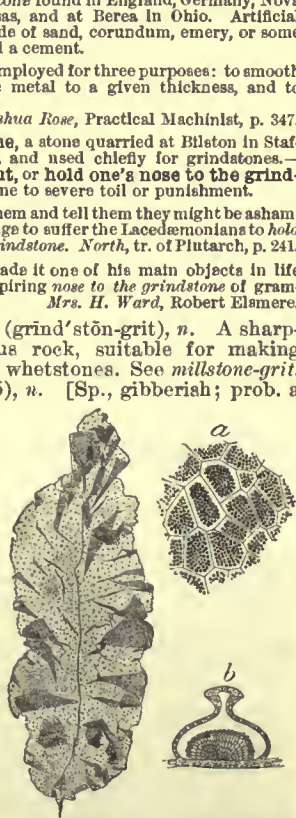 tone found in England, Germany, Nova
sas, and at Berea in Ohio. Artificial
de of sand, corundum, emery, or some
d a cement.
mployed for three purposes: to smooth
e metal to a given thickness, and to
shua Rose, Practical Machinist, p. 347.
ne, a stone quarried at Bilston in Staf-
, and used chiefly for grindstones.—
nt, or hold one's nose to the grind-
ne to severe toil or punishment.
hem and tell them they might be asham-
ge to suffer the Lacedæmonians to hold
indstone. North, tr. of Plutarch, p. 241.
ade it one of his main objects in life
piring nose to the grindstone of gram-
Mrs. H. Ward, Robert Elsmere,
(grīnd'stōn-grit), n. A sharp-
us rock, suitable for making
whetstones. See millstone-grit.
), n. [Sp., gibberish; prob. a
a
b